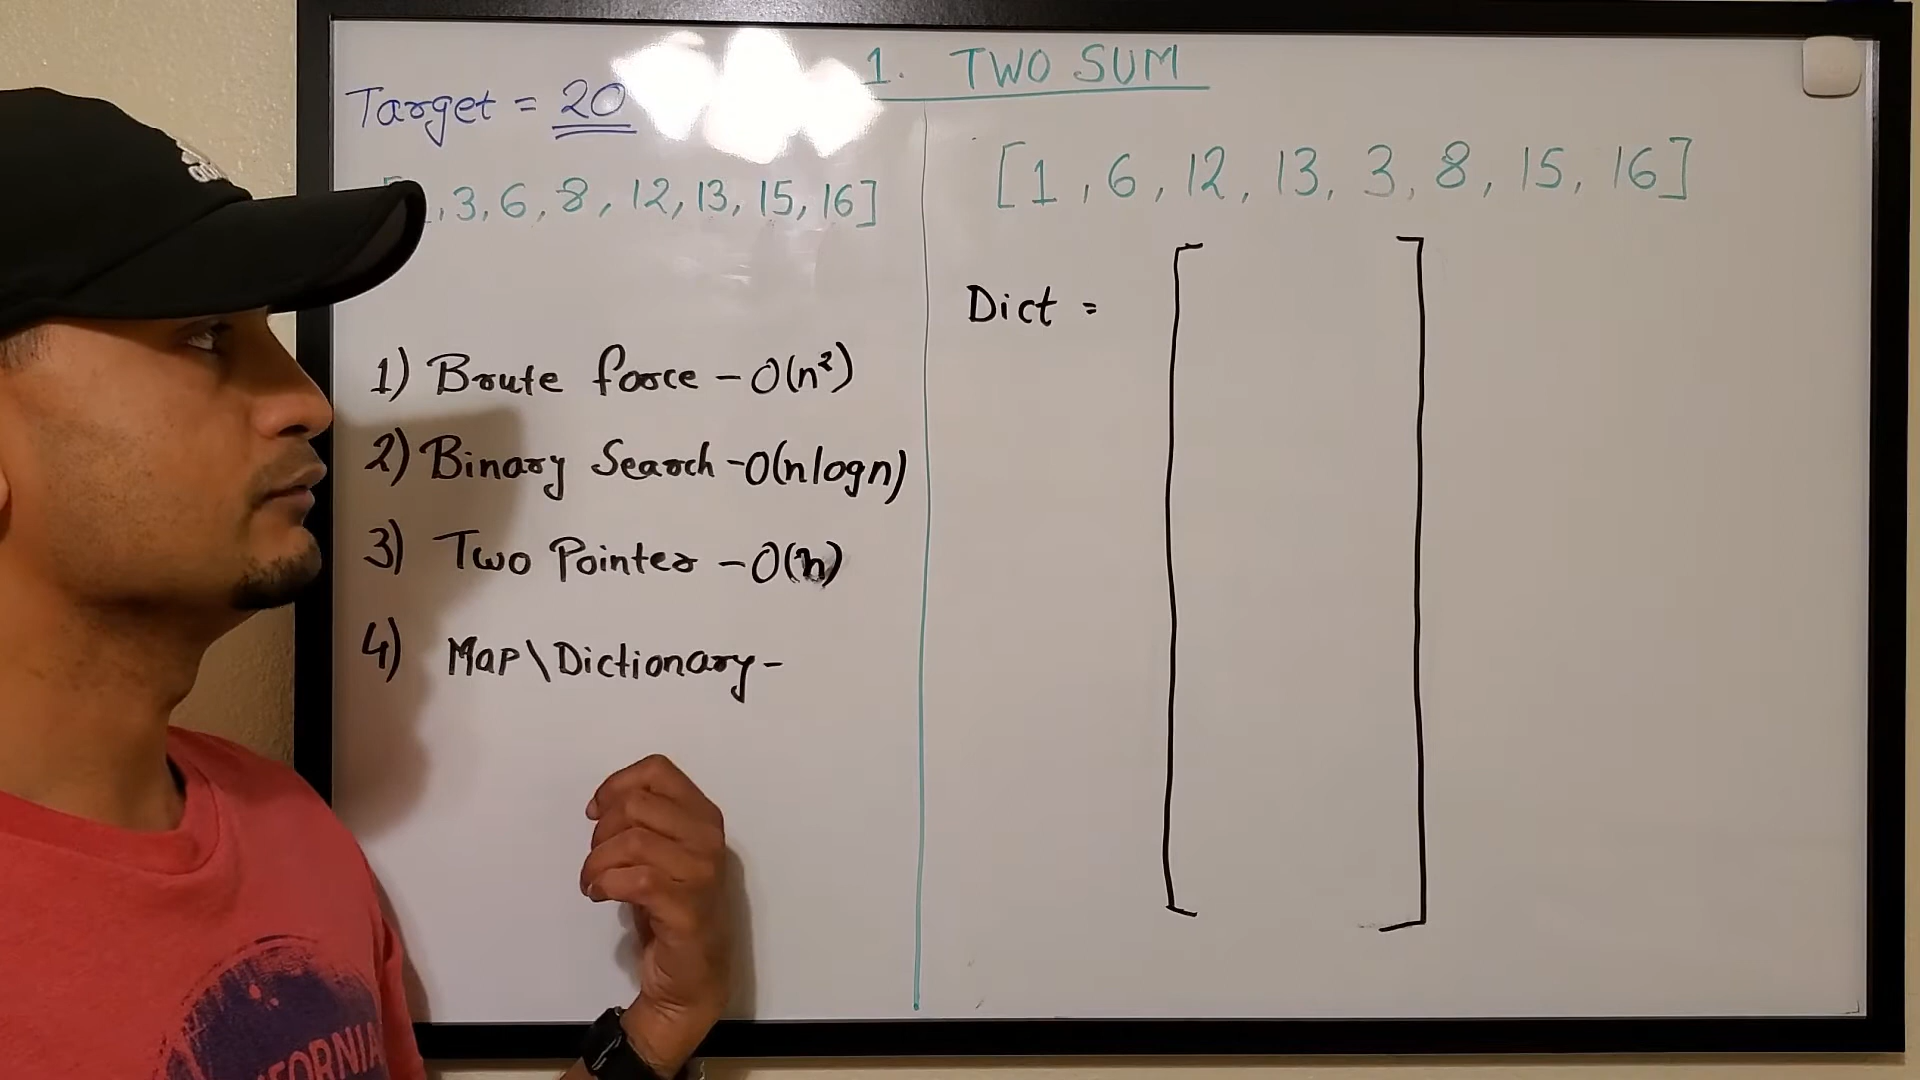 1. TWO SUM
Target = 20
, 3, 6, 8, 12, 13, 15, 16]
1) Brute force - O(n²)
2) Binary Search - O(nlogn)
3) Two Pointer - O(n)
4) Map\Dictionary -
[1, 6, 12, 13, 3, 8, 15, 16]
Dict =
IFORNIA